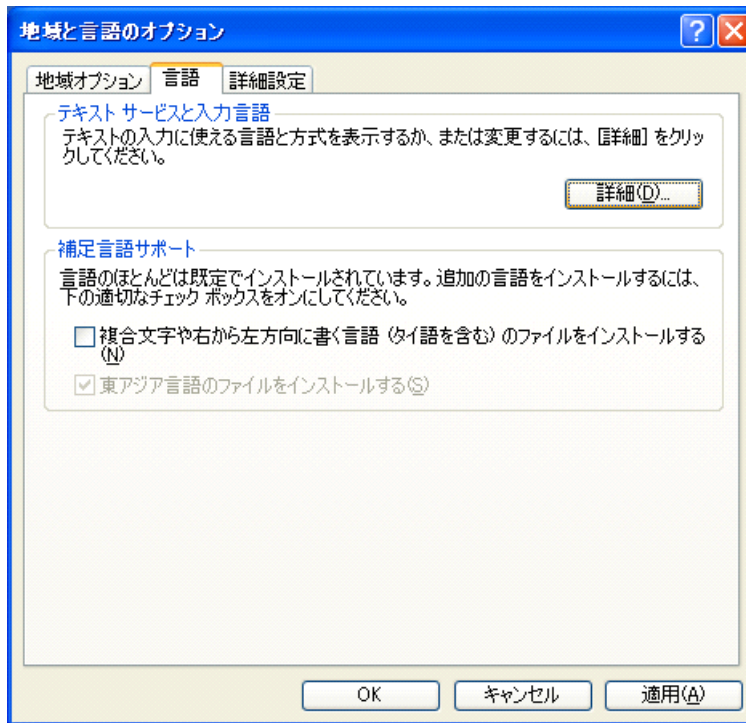 地域と言語のオプション
地域オプション 言語 詳細設定
テキスト サービスと入力言語
テキストの入力に使える言語と方式を表示するか、または変更するには、[詳細] をクリッ
クしてください。
詳細(D)...
補足言語サポート
言語のほとんどは既定でインストールされています。追加の言語をインストールするには、
下の適切なチェック ボックスをオンにしてください。
複合文字や右から左方向に書く言語 (タイ語を含む) のファイルをインストールする
(N)
東アジア言語のファイルをインストールする(S)
OK キャンセル 適用(A)